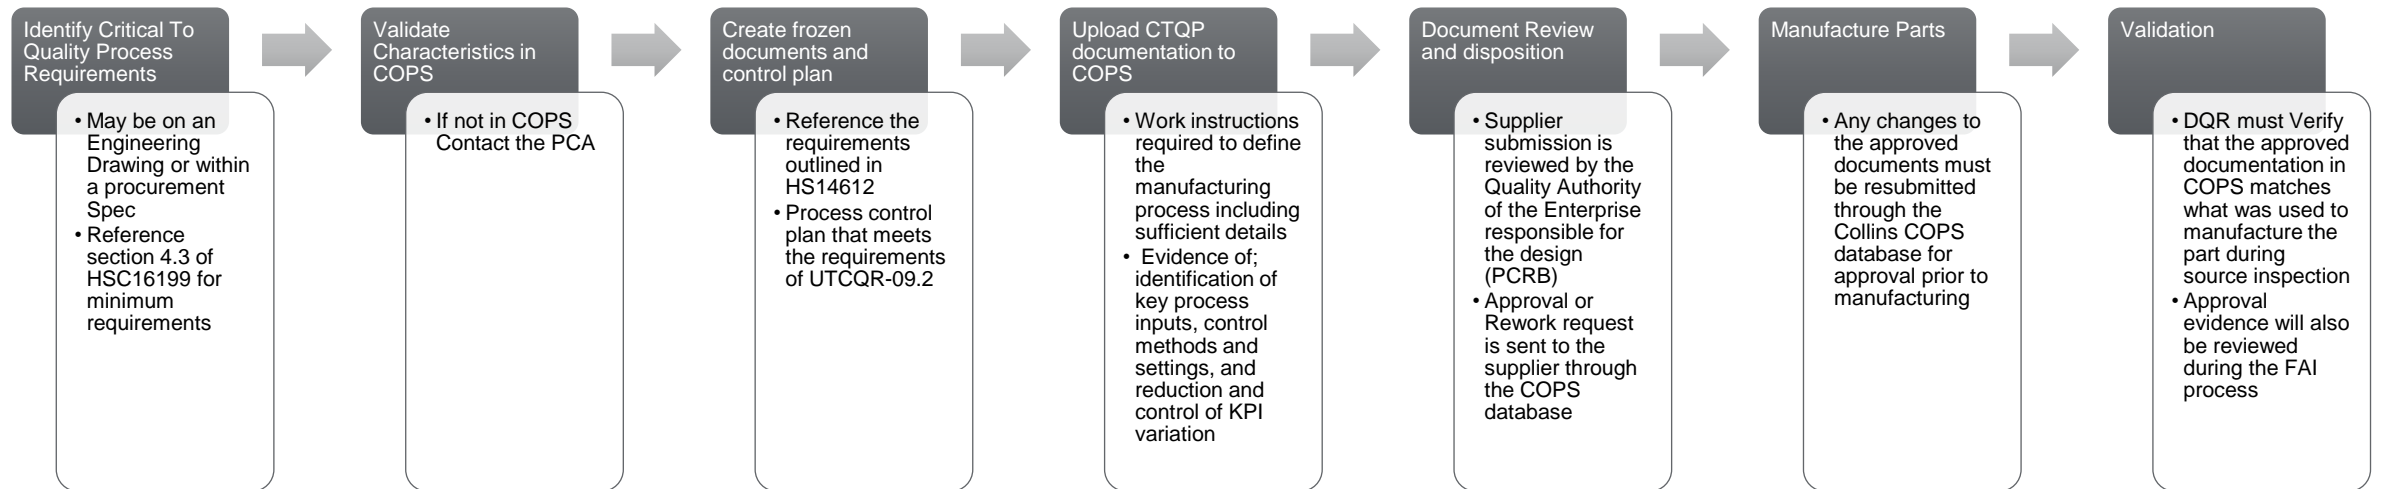 Identify Critical To
Quality Process
Requirements
• May be on an
Engineering
Drawing or within
a procurement
Spec
• Reference
section 4.3 of
HSC16199 for
minimum
requirements
Validate
Characteristics in
COPS
• If not in COPS
Contact the PCA
Create frozen
documents and
control plan
• Reference the
requirements
outlined in
HS14612
• Process control
plan that meets
the requirements
of UTCQR-09.2
Upload CTQP
documentation to
COPS
• Work instructions
required to define
the
manufacturing
process including
sufficient details
• Evidence of;
identification of
key process
inputs, control
methods and
settings, and
reduction and
control of KPI
variation
Document Review
and disposition
• Supplier
submission is
reviewed by the
Quality Authority
of the Enterprise
responsible for
the design
(PCRB)
• Approval or
Rework request
is sent to the
supplier through
the COPS
database
Manufacture Parts
• Any changes to
the approved
documents must
be resubmitted
through the
Collins COPS
database for
approval prior to
manufacturing
Validation
• DQR must Verify
that the approved
documentation in
COPS matches
what was used to
manufacture the
part during
source inspection
• Approval
evidence will also
be reviewed
during the FAI
process